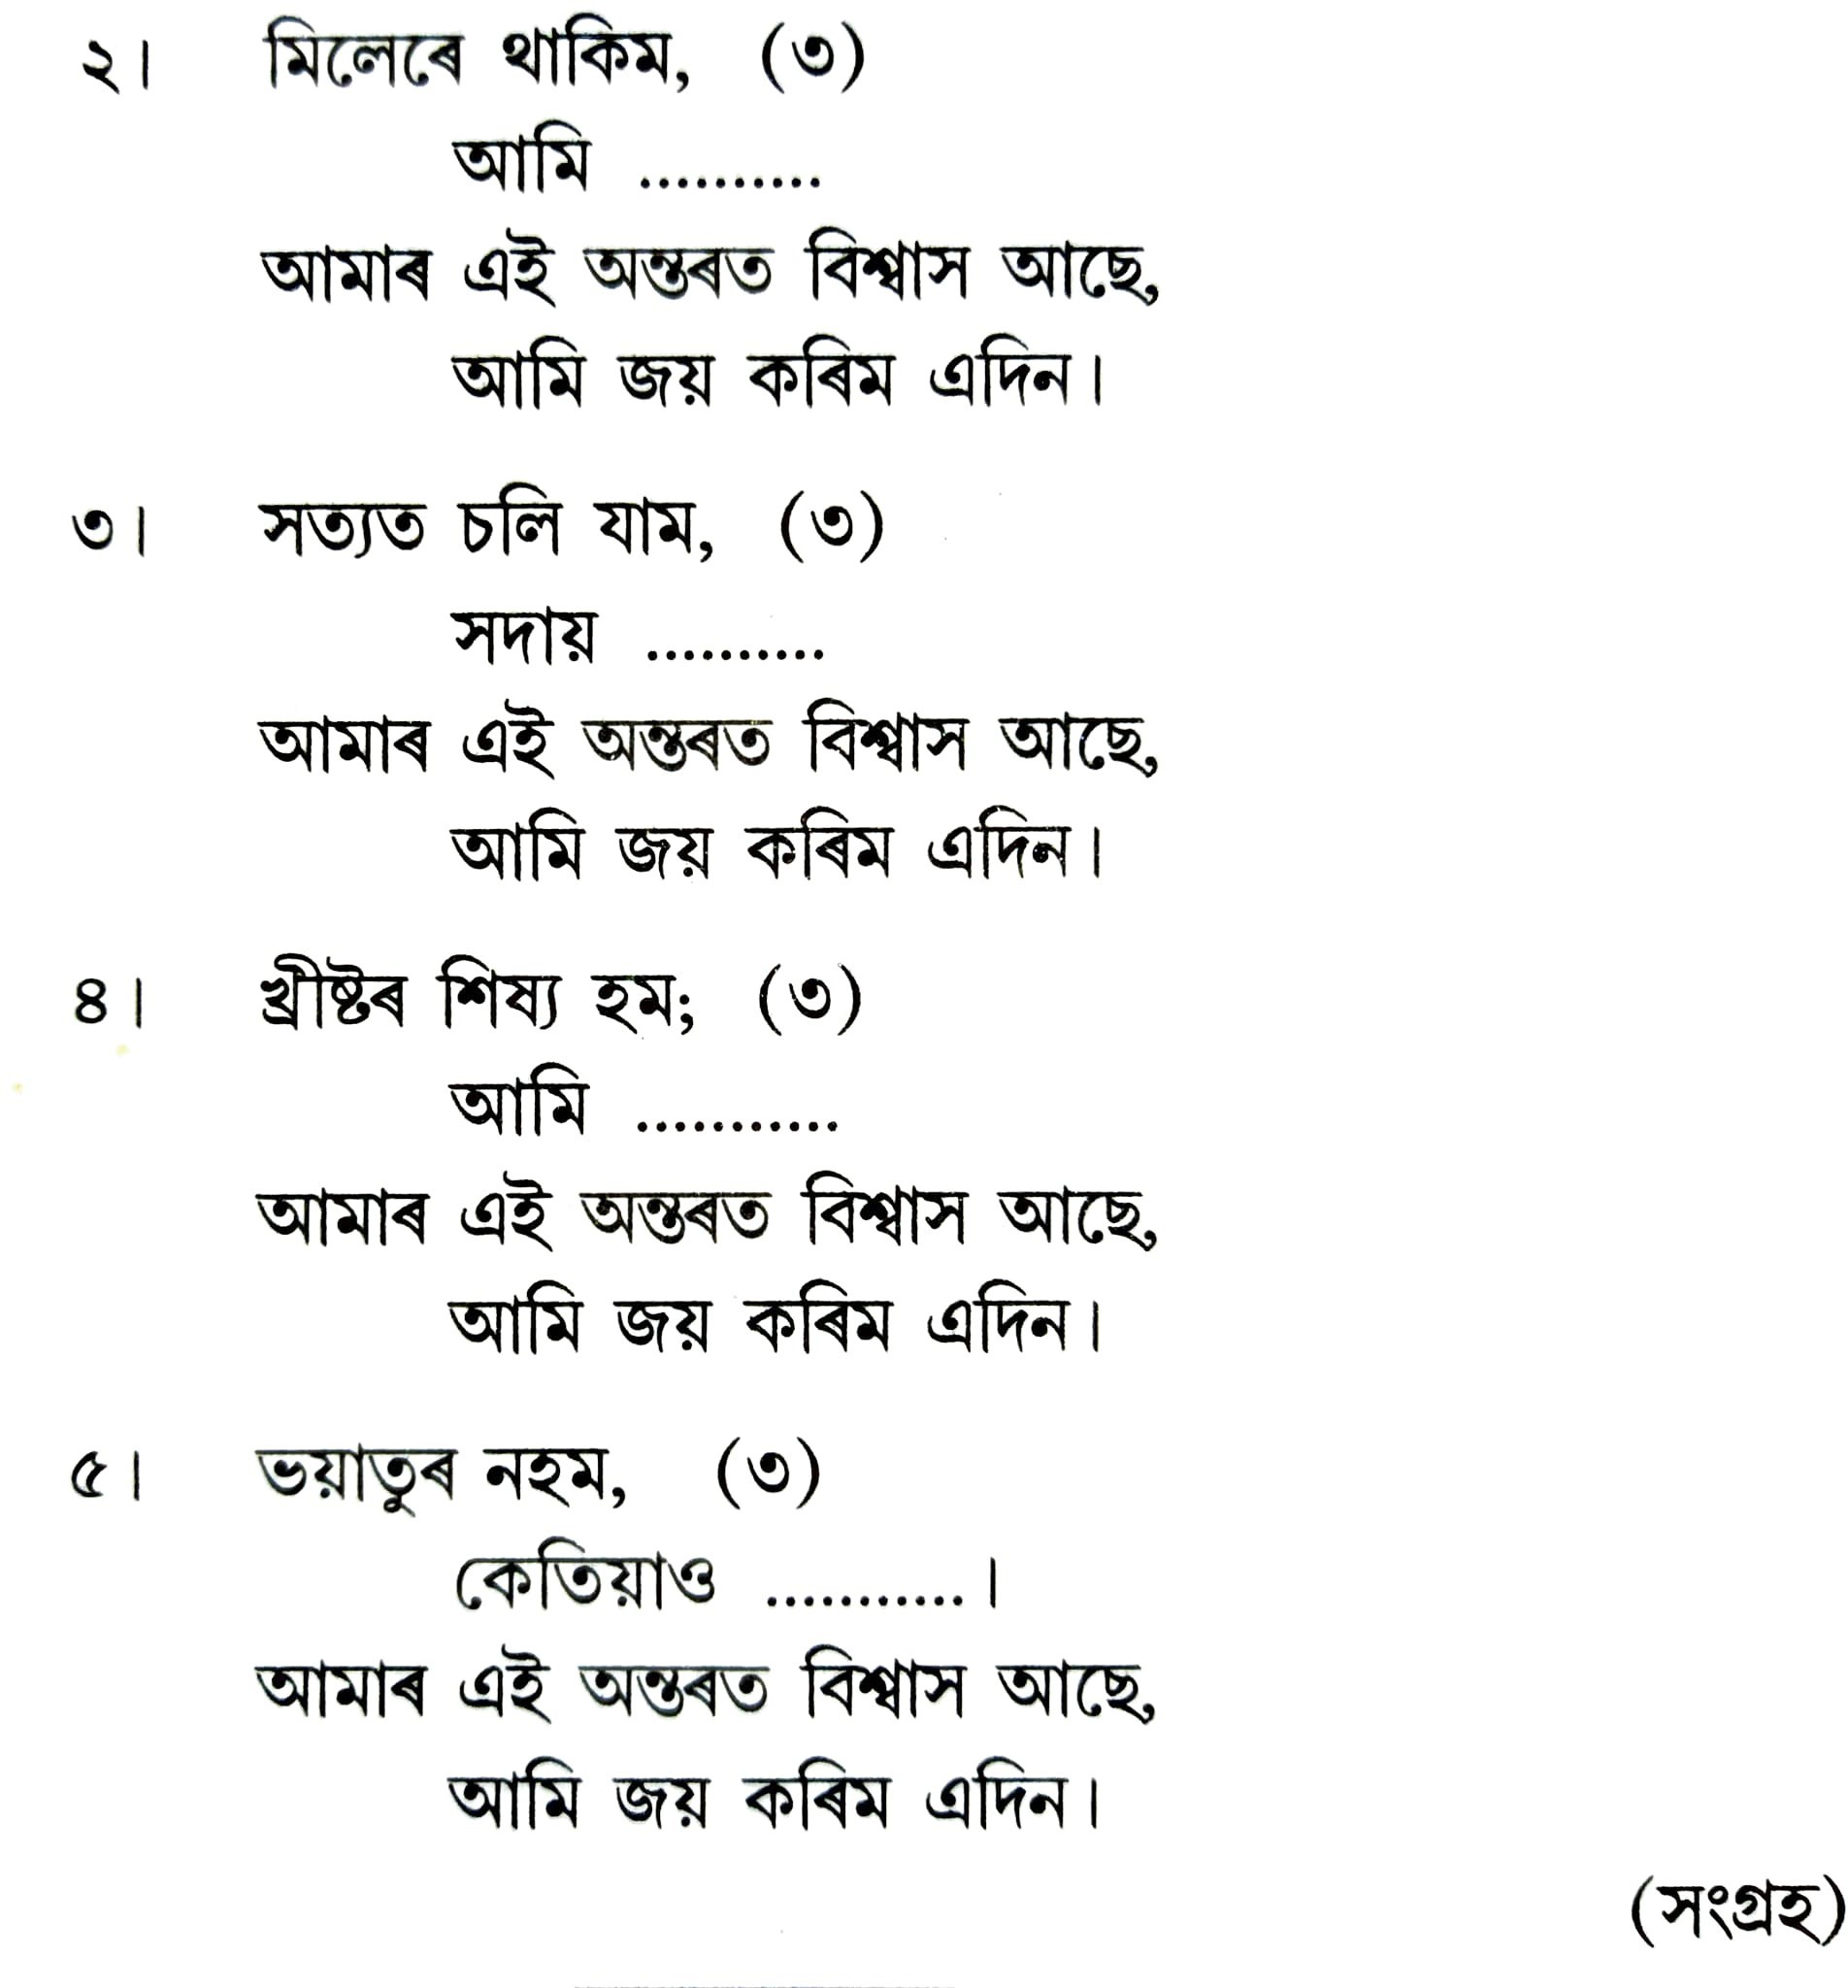 ২। মিলেৰে থাকিম, (৩)
আমি ..........
আমাৰ এই অন্তৰত বিশ্বাস আছে,
আমি জয় কৰিম এদিন।
৩। সত্যত চলি যাম, (৩)
সদায় ..........
আমাৰ এই অন্তৰত বিশ্বাস আছে,
আমি জয় কৰিম এদিন।
৪। খ্ৰীষ্টৰ শিষ্য হম; (৩)
আমি ...........
আমাৰ এই অন্তৰত বিশ্বাস আছে,
আমি জয় কৰিম এদিন।
৫। ভয়াতুৰ নহম, (৩)
কেতিয়াও ...........।
আমাৰ এই অন্তৰত বিশ্বাস আছে,
আমি জয় কৰিম এদিন।
(সংগ্ৰহ)